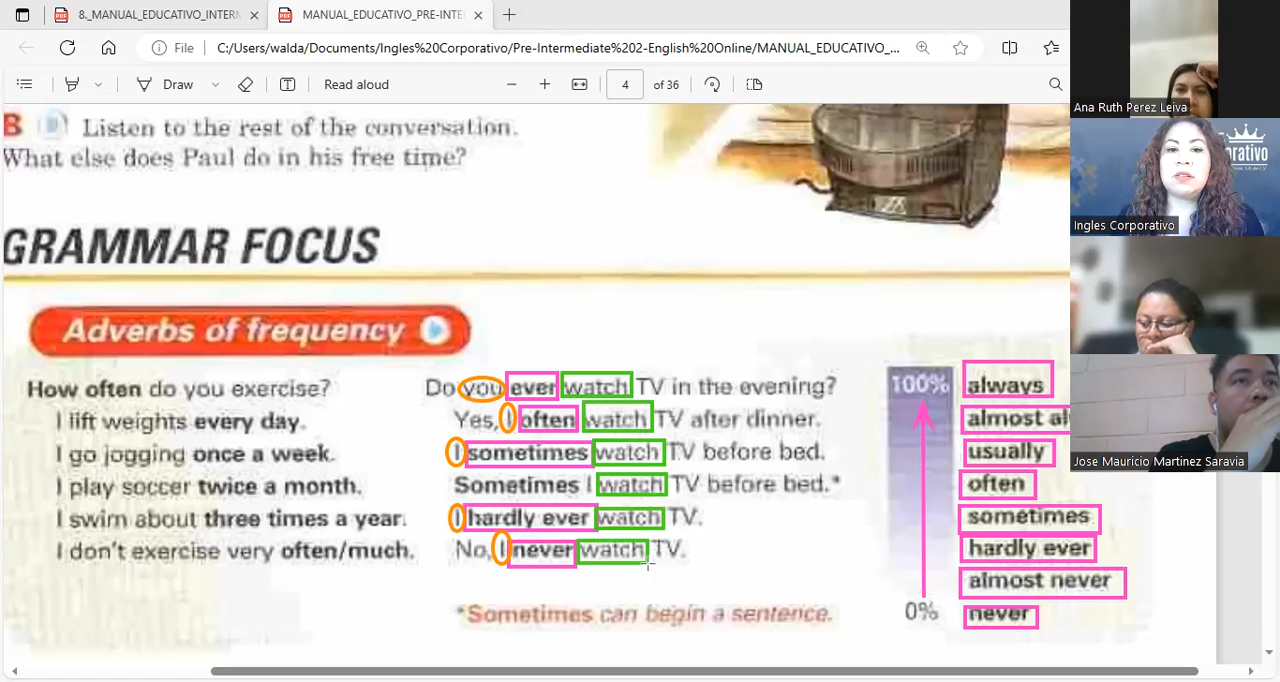 8._MANUAL_EDUCATIVO_INTERM
MANUAL_EDUCATIVO_PRE-INTE
File
C:/Users/walda/Documents/Ingles%20Corporativo/Pre-Intermediate%202-English%20Online/MANUAL_EDUCATIVO_...
Draw
Read aloud
4
of 36
B Listen to the rest of the conversation.
What else does Paul do in his free time?
GRAMMAR FOCUS
Adverbs of frequency
How often do you exercise?
I lift weights every day.
I go jogging once a week.
I play soccer twice a month.
I swim about three times a year.
I don't exercise very often/much.
Do you ever watch TV in the evening?
Yes, I often watch TV after dinner.
I sometimes watch TV before bed.
Sometimes I watch TV before bed.*
I hardly ever watch TV.
No, I never watch TV.
*Sometimes can begin a sentence.
100%
0%
always
almost al
usually
often
sometimes
hardly ever
almost never
never
Ana Ruth Perez Leiva
orativo
Ingles Corporativo
Jose Mauricio Martinez Saravia